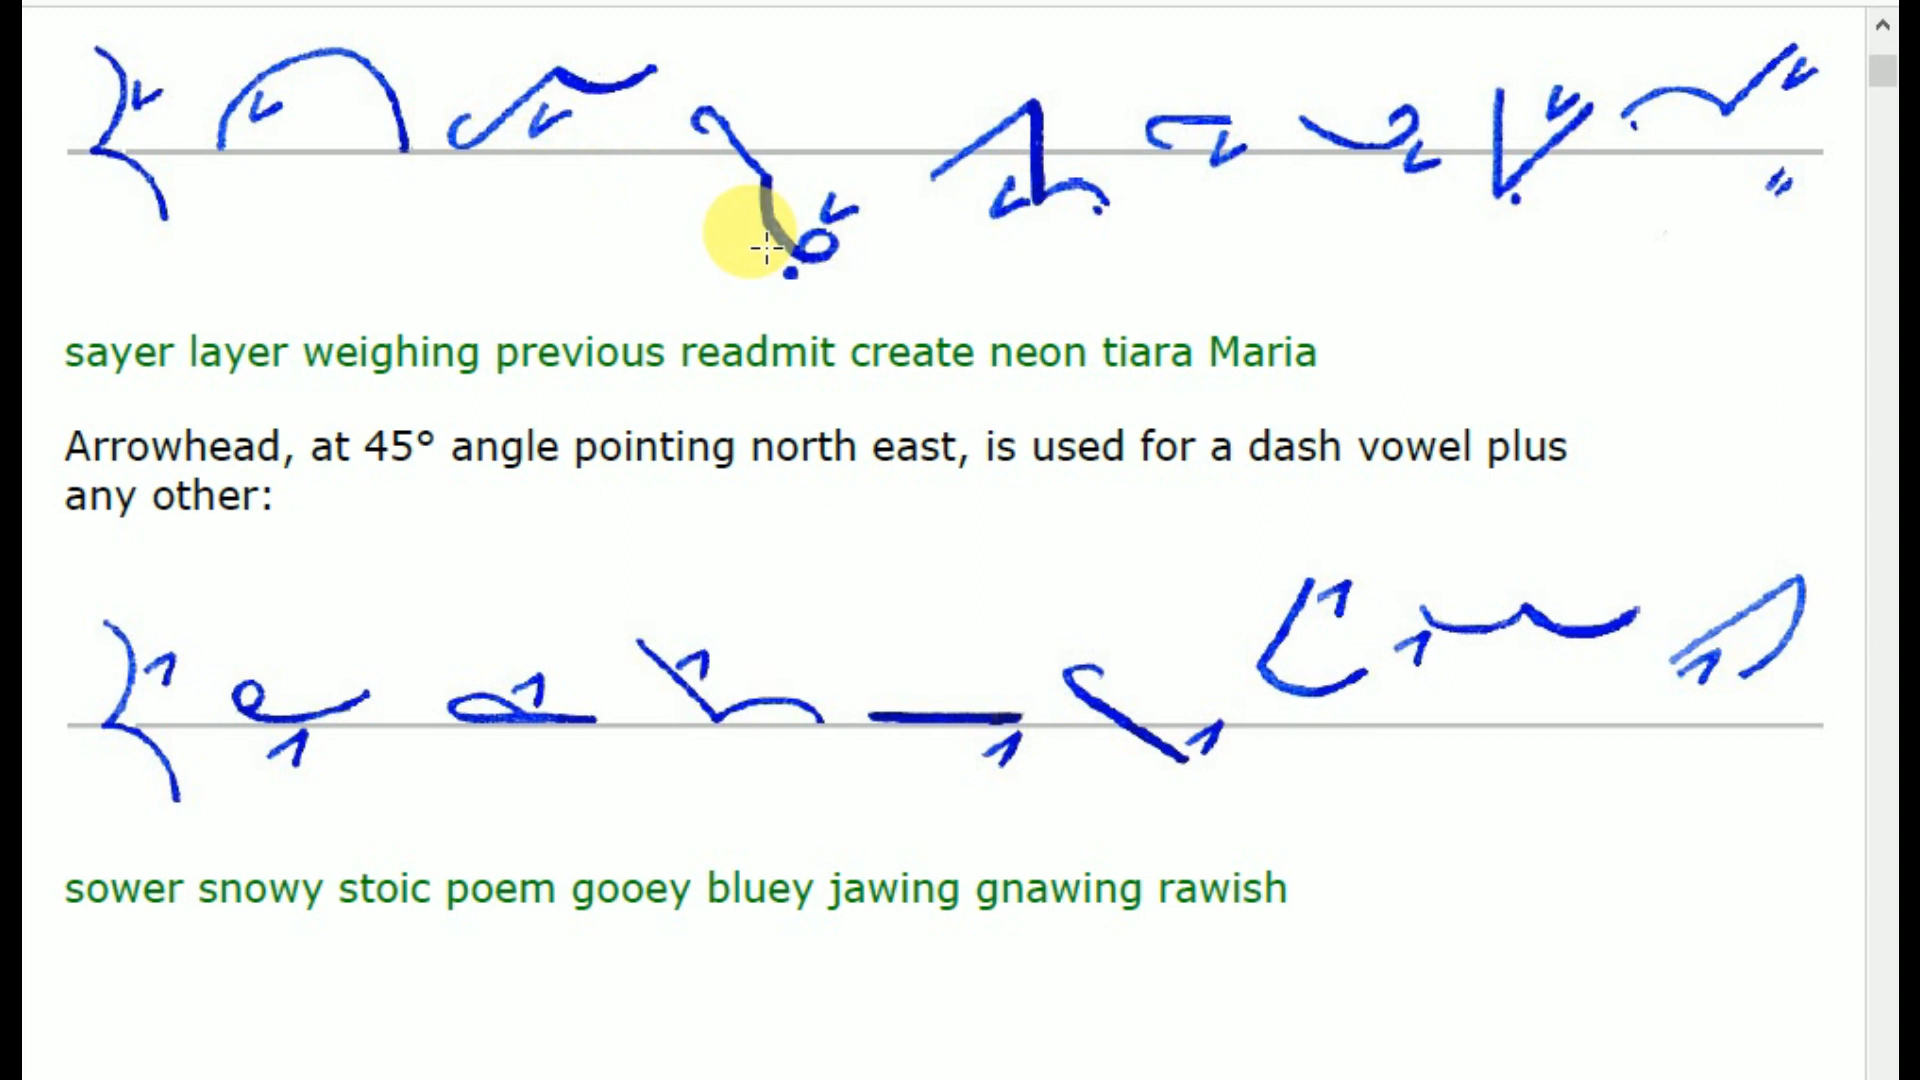 sayer layer weighing previous readmit create neon tiara Maria
Arrowhead, at 45° angle pointing north east, is used for a dash vowel plus
any other:
sower snowy stoic poem gooey bluey jawing gnawing rawish